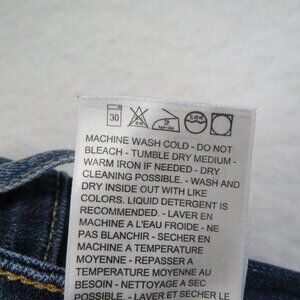 30
MACHINE WASH COLD - DO NOT
BLEACH - TUMBLE DRY MEDIUM -
WARM IRON IF NEEDED - DRY
CLEANING POSSIBLE. - WASH AND
DRY INSIDE OUT WITH LIKE
COLORS. LIQUID DETERGENT IS
RECOMMENDED. - LAVER EN
MACHINE A L'EAU FROIDE - NE
PAS BLANCHIR - SECHER EN
MACHINE A TEMPERATURE
MOYENNE - REPASSER A
TEMPERATURE MOYENNE AU
BESOIN - NETTOYAGE A SEC
POSSIBLE - LAVER ET